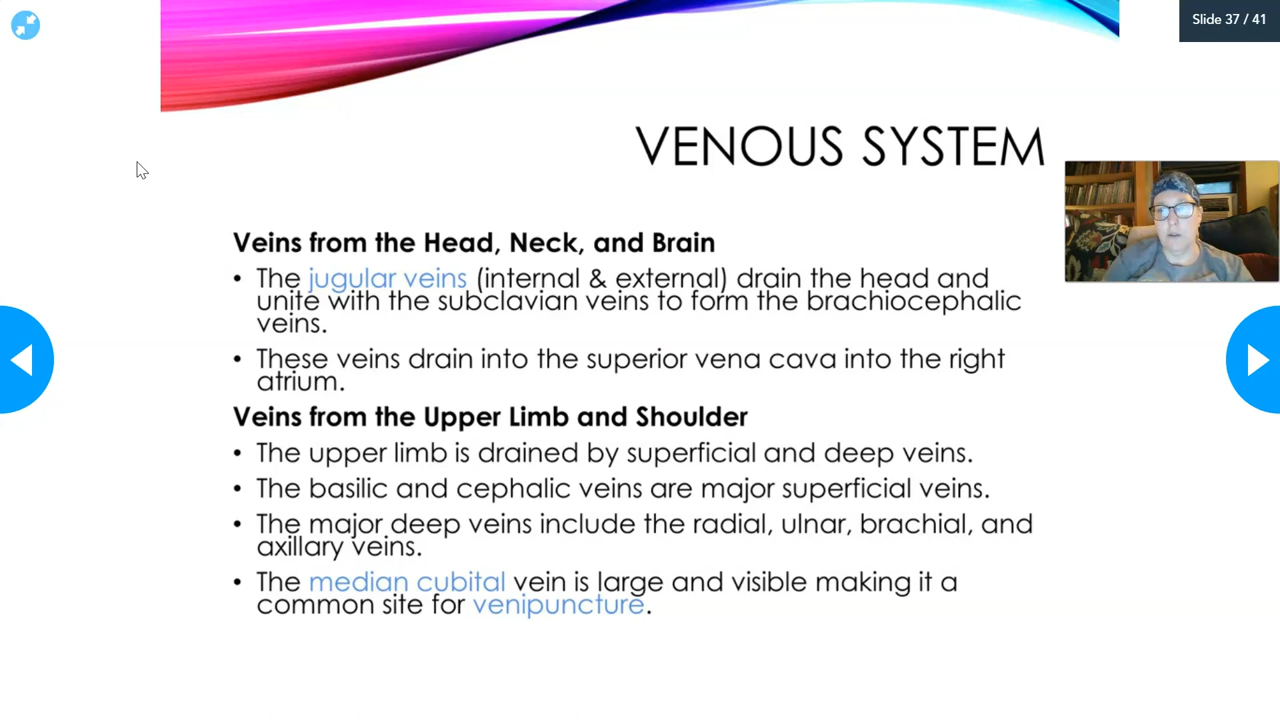 Slide 37 / 41
VENOUS SYSTEM
Veins from the Head, Neck, and Brain
• The jugular veins (internal & external) drain the head and
unite with the subclavian veins to form the brachiocephalic
veins.
• These veins drain into the superior vena cava into the right
atrium.
Veins from the Upper Limb and Shoulder
• The upper limb is drained by superficial and deep veins.
• The basilic and cephalic veins are major superficial veins.
• The major deep veins include the radial, ulnar, brachial, and
axillary veins.
• The median cubital vein is large and visible making it a
common site for venipuncture.